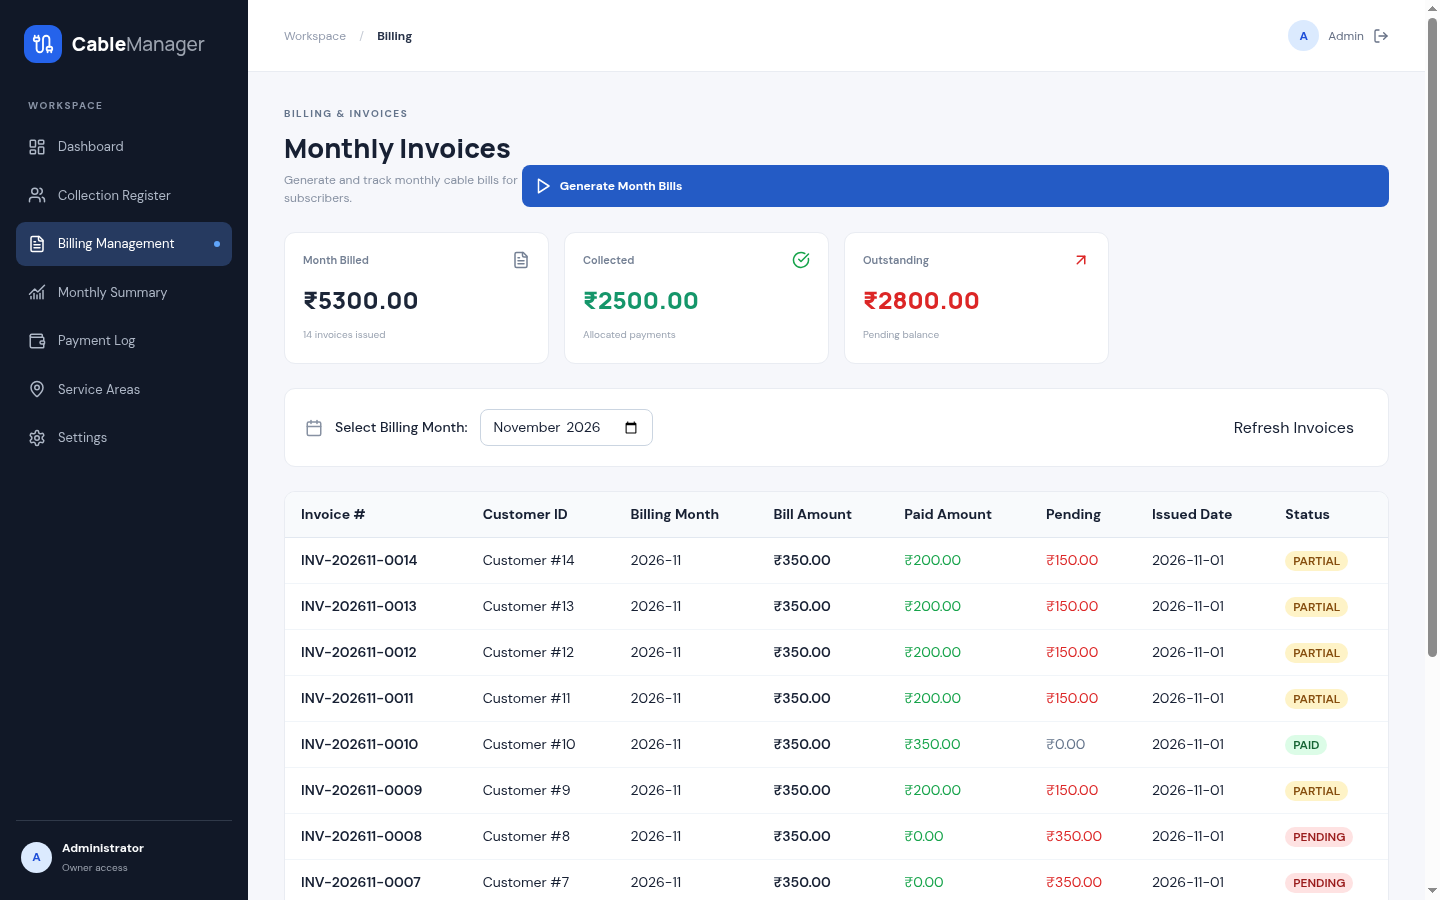 CableManager
WORKSPACE
Dashboard
Collection Register
Billing Management
Monthly Summary
Payment Log
Service Areas
Settings
A
Administrator
Owner access
Workspace / Billing
A Admin
BILLING & INVOICES
Monthly Invoices
Generate and track monthly cable bills for
subscribers.
Generate Month Bills
Month Billed
₹5300.00
14 invoices issued
Collected
₹2500.00
Allocated payments
Outstanding
₹2800.00
Pending balance
Select Billing Month: November 2026 Refresh Invoices
Invoice # Customer ID Billing Month Bill Amount Paid Amount Pending Issued Date Status
INV-202611-0014 Customer #14 2026-11 ₹350.00 ₹200.00 ₹150.00 2026-11-01 PARTIAL
INV-202611-0013 Customer #13 2026-11 ₹350.00 ₹200.00 ₹150.00 2026-11-01 PARTIAL
INV-202611-0012 Customer #12 2026-11 ₹350.00 ₹200.00 ₹150.00 2026-11-01 PARTIAL
INV-202611-0011 Customer #11 2026-11 ₹350.00 ₹200.00 ₹150.00 2026-11-01 PARTIAL
INV-202611-0010 Customer #10 2026-11 ₹350.00 ₹350.00 ₹0.00 2026-11-01 PAID
INV-202611-0009 Customer #9 2026-11 ₹350.00 ₹200.00 ₹150.00 2026-11-01 PARTIAL
INV-202611-0008 Customer #8 2026-11 ₹350.00 ₹0.00 ₹350.00 2026-11-01 PENDING
INV-202611-0007 Customer #7 2026-11 ₹350.00 ₹0.00 ₹350.00 2026-11-01 PENDING